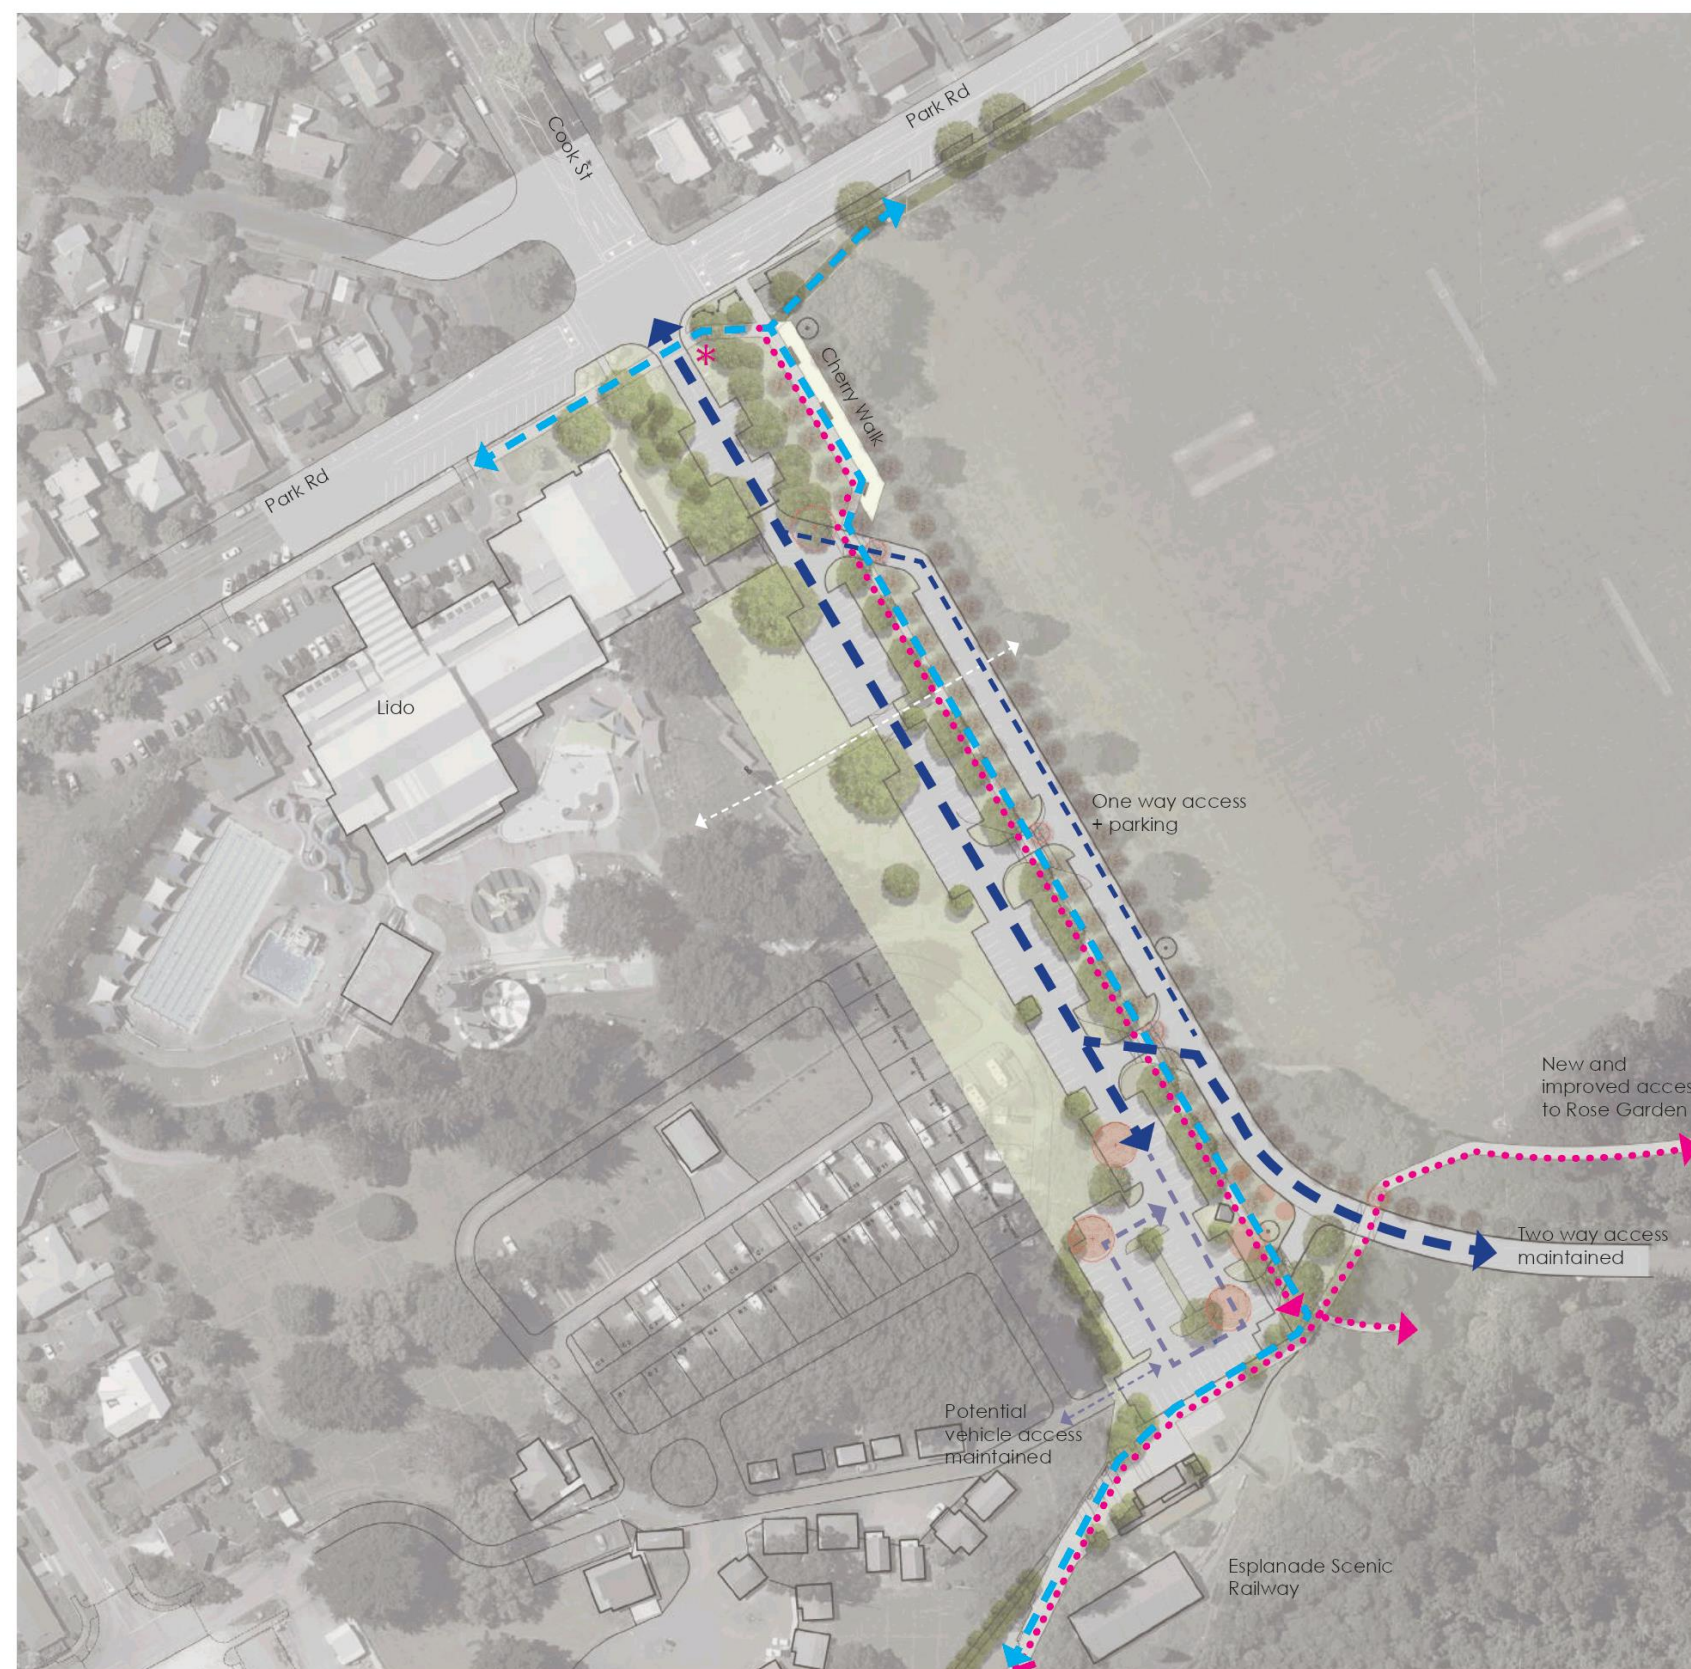 Park Rd
Cook St
Cherry Walk
Park Rd
Lido
One way access
+ parking
New and
improved acces
to Rose Garden
Two way access
maintained
Potential
vehicle access
maintained
Esplanade Scenic
Railway